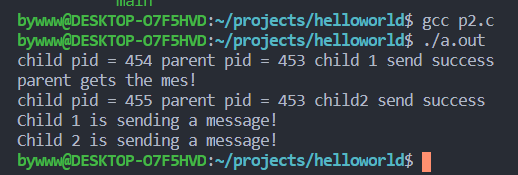 main
bywww@DESKTOP-O7F5HVD:~/projects/helloworld$ gcc p2.c
bywww@DESKTOP-O7F5HVD:~/projects/helloworld$ ./a.out
child pid = 454 parent pid = 453 child 1 send success
parent gets the mes!
child pid = 455 parent pid = 453 child2 send success
Child 1 is sending a message!
Child 2 is sending a message!
bywww@DESKTOP-O7F5HVD:~/projects/helloworld$